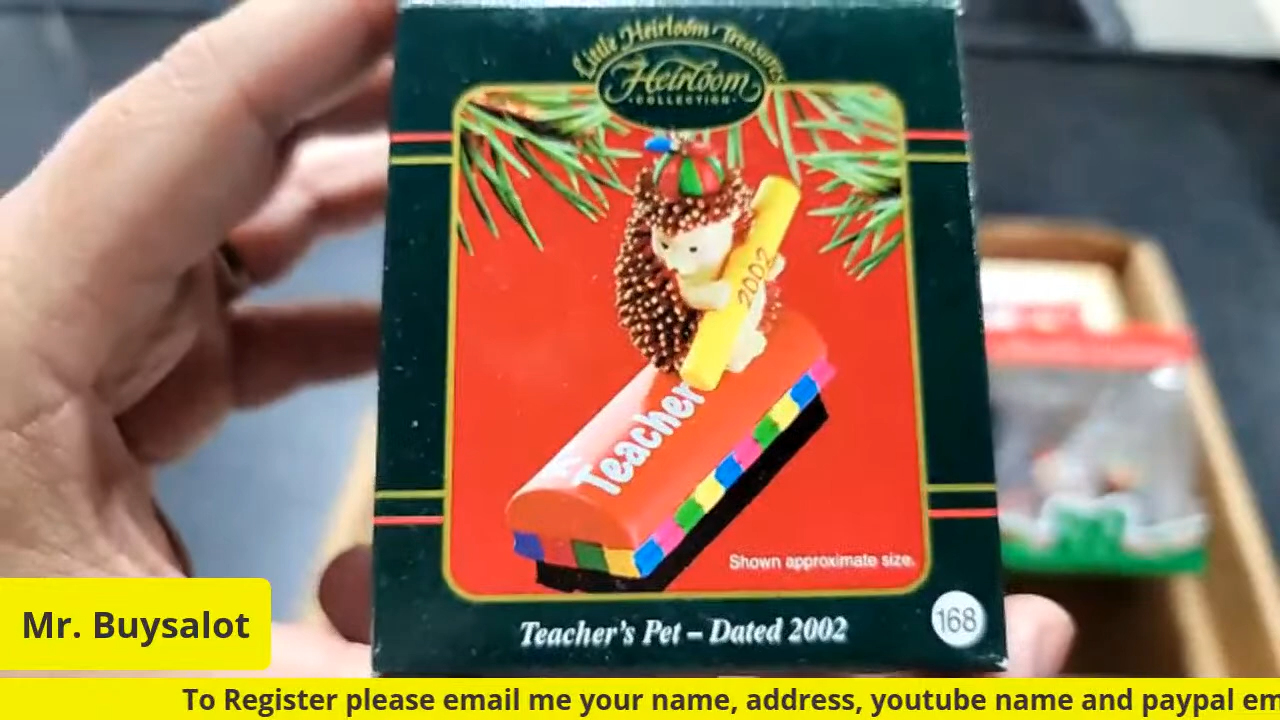 Little Heirloom Treasures
Heirloom
COLLECTION
2002
Teacher
Shown approximate size.
Teacher's Pet – Dated 2002
168
Mr. Buysalot
To Register please email me your name, address, youtube name and paypal em